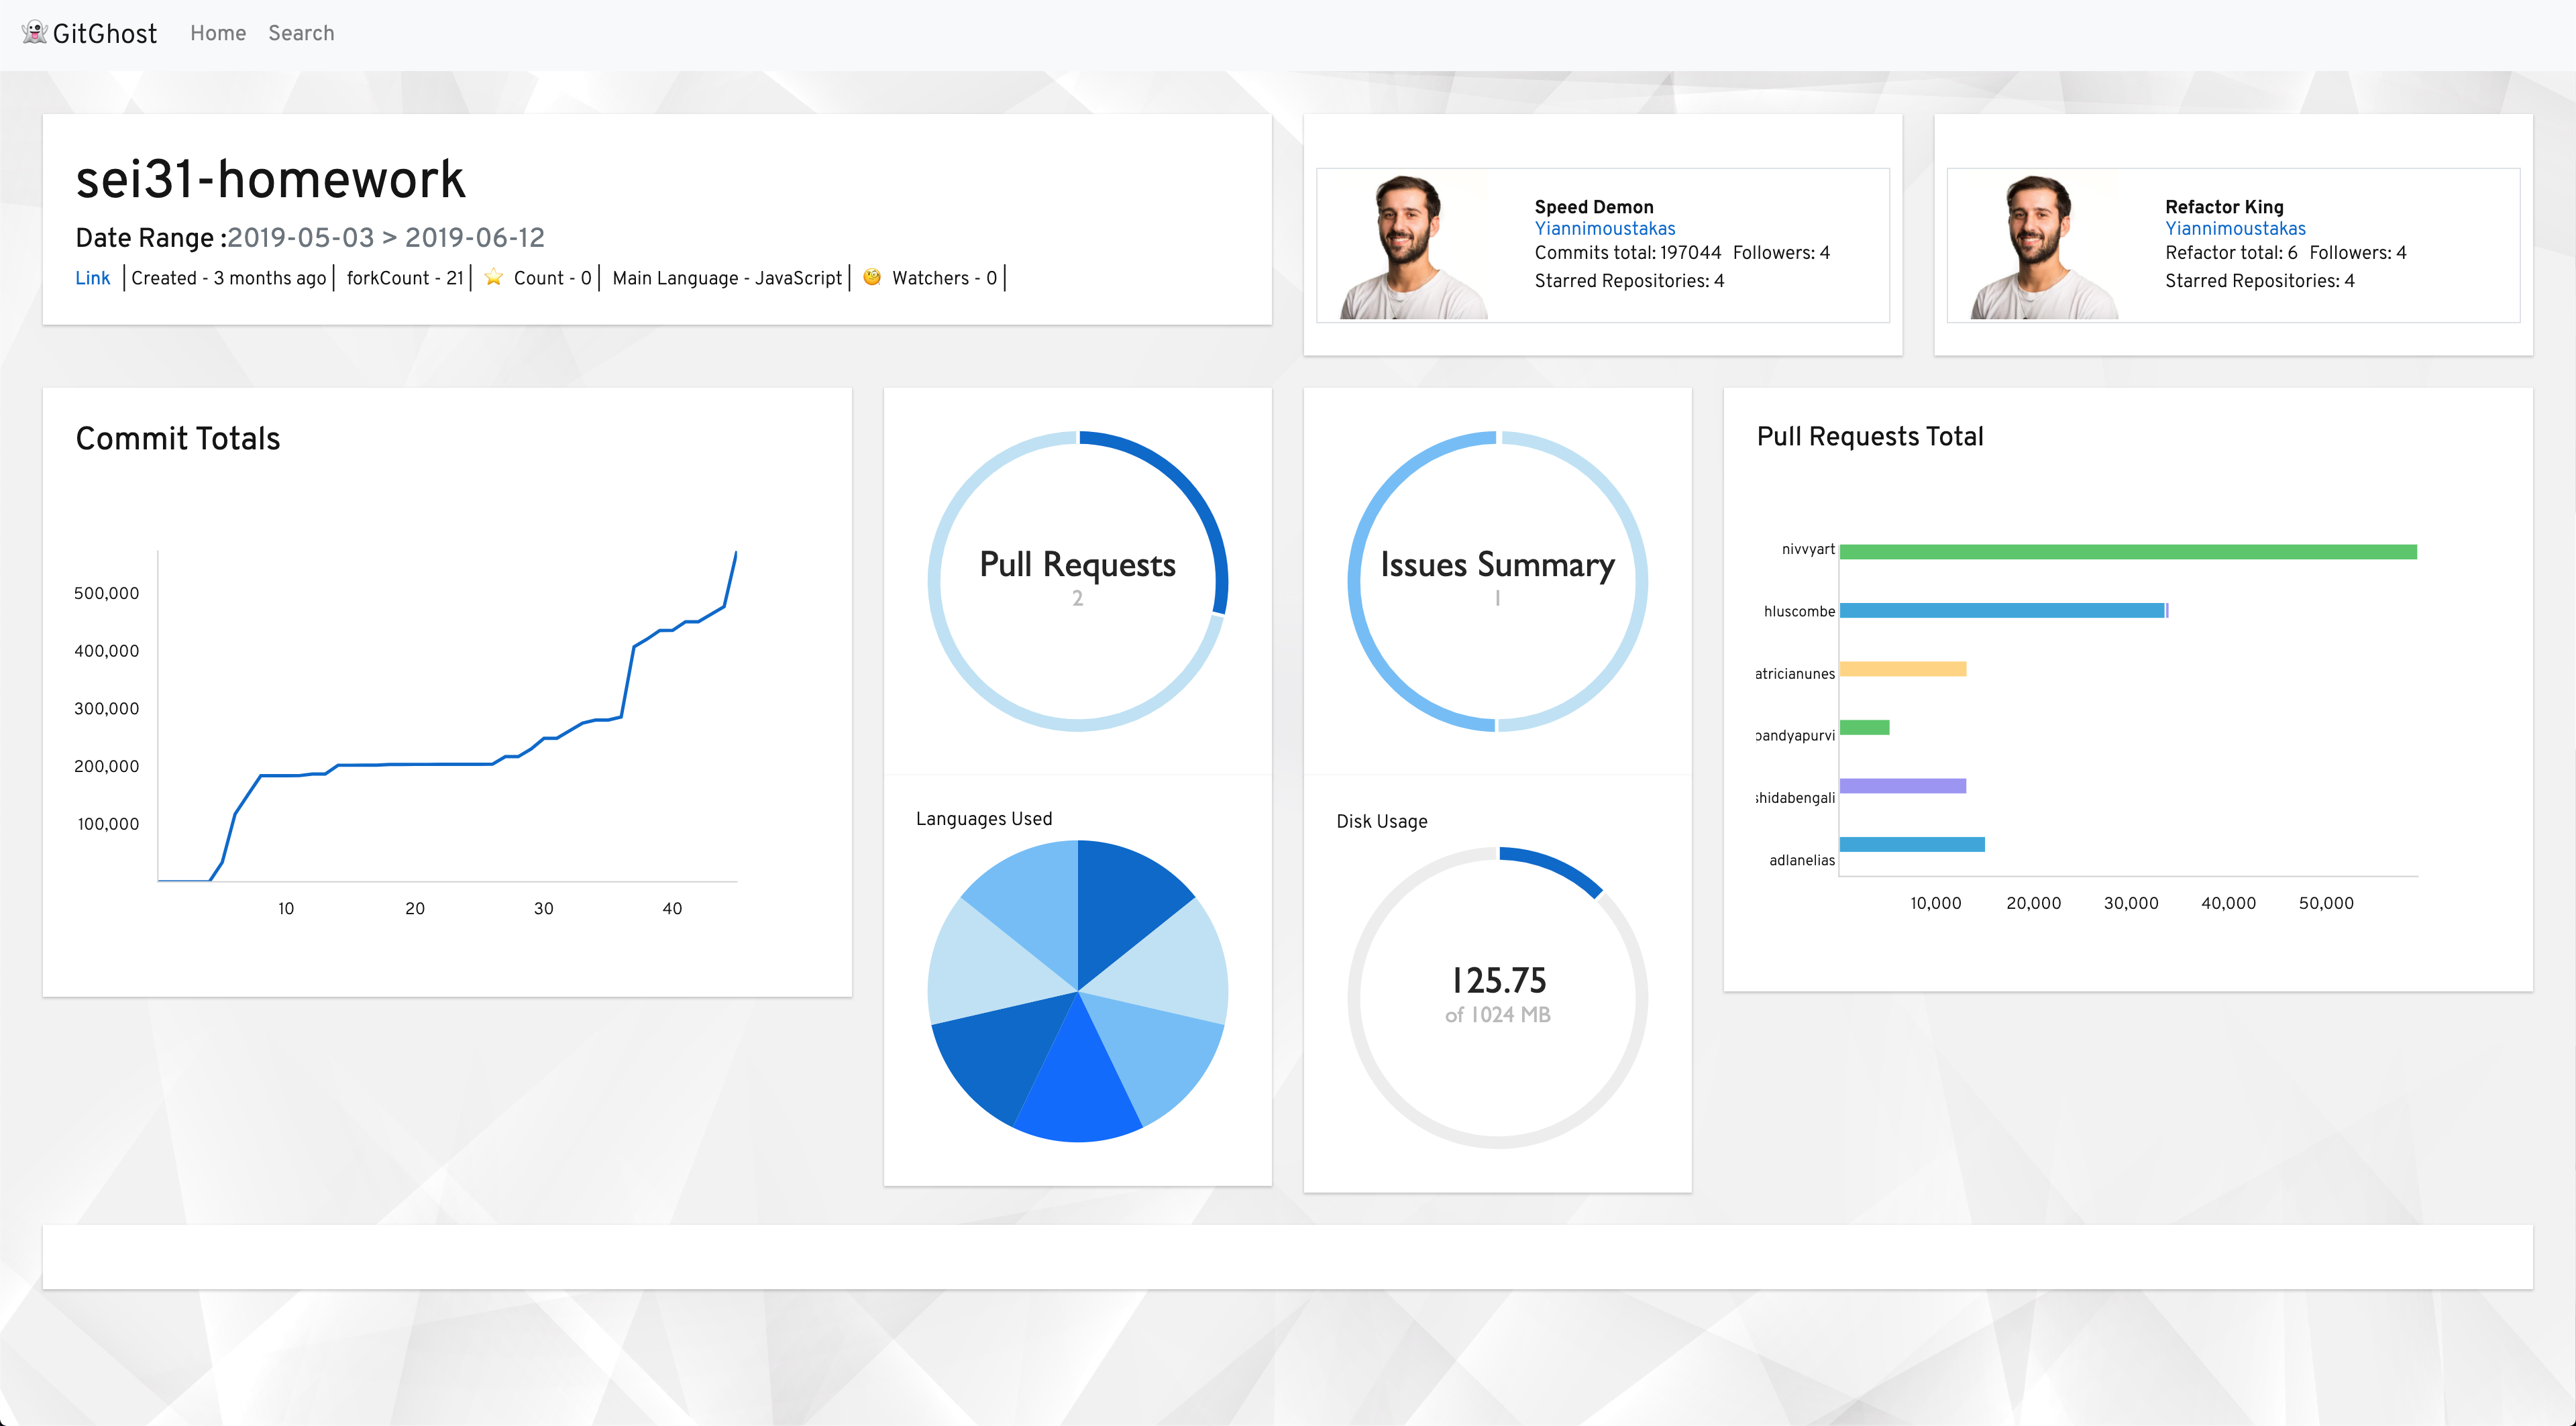 GitGhost Home Search
sei31-homework
Date Range :2019-05-03 > 2019-06-12
Link | Created - 3 months ago | forkCount - 21 | ⭐ Count - 0 | Main Language - JavaScript | 🧐 Watchers - 0 |
Speed Demon
Yiannimoustakas
Commits total: 197044 Followers: 4
Starred Repositories: 4
Refactor King
Yiannimoustakas
Refactor total: 6 Followers: 4
Starred Repositories: 4
Commit Totals
500,000
400,000
300,000
200,000
100,000
10 20 30 40
Pull Requests
2
Issues Summary
1
Languages Used
Disk Usage
125.75
of 1024 MB
Pull Requests Total
nivvyart
hluscombe
atricianunes
pandyapurvi
shidabengali
adlanelias
10,000 20,000 30,000 40,000 50,000